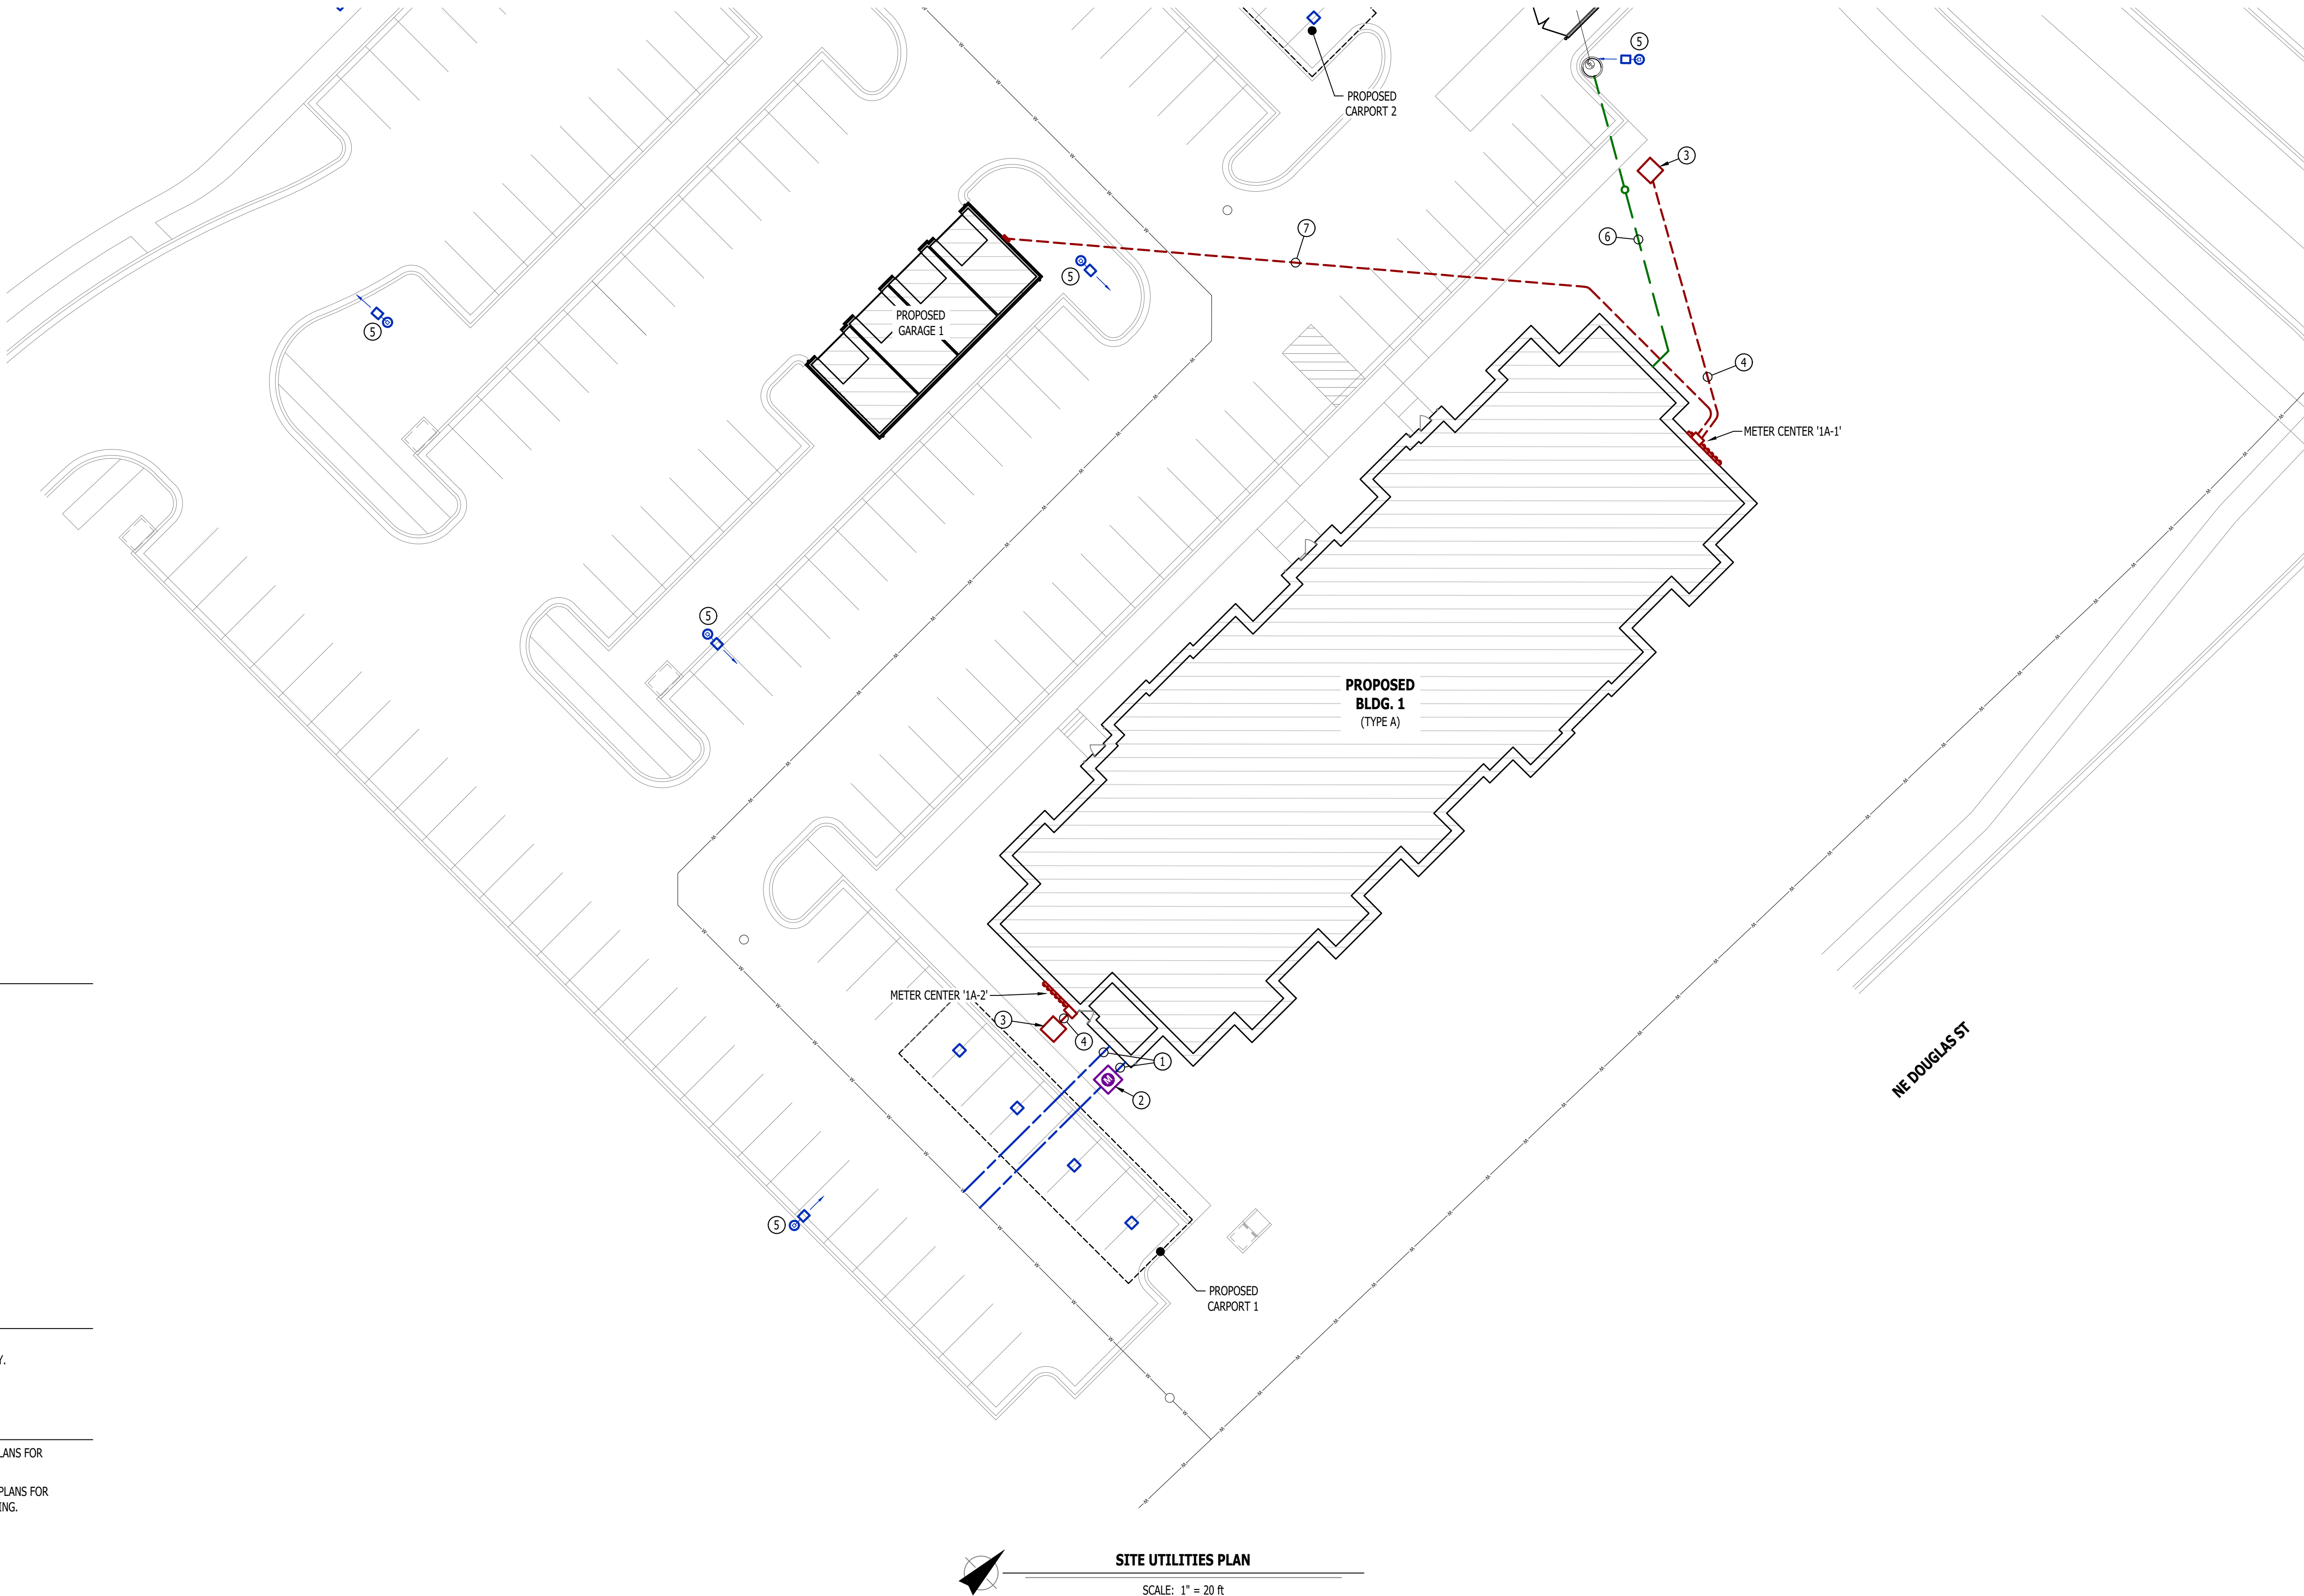 5
PROPOSED
CARPORT 2
3
7
6
5
PROPOSED
GARAGE 1
5
4
METER CENTER '1A-1'
5
PROPOSED
BLDG. 1
(TYPE A)
METER CENTER '1A-2'
3
4
1
2
NE DOUGLAS ST
5
PROPOSED
CARPORT 1
Y.
LANS FOR
PLANS FOR
ING.
SITE UTILITIES PLAN
SCALE: 1" = 20 ft